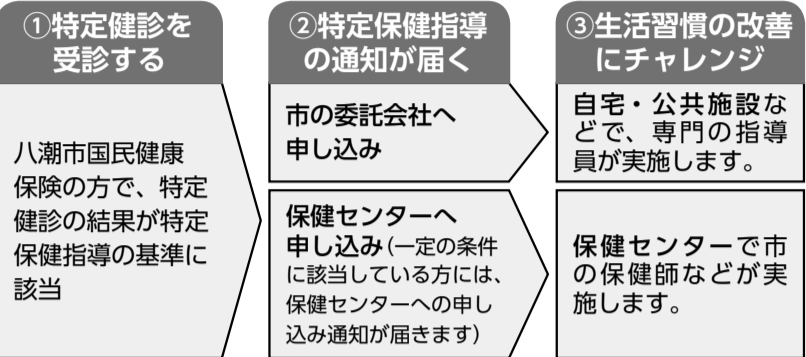 ①特定健診を
受診する
八潮市国民健康
保険の方で、特定
健診の結果が特定
保健指導の基準に
該当
②特定保健指導
の通知が届く
市の委託会社へ
申し込み
保健センターへ
申し込み(一定の条件
に該当している方には、
保健センターへの申し
込み通知が届きます)
③生活習慣の改善
にチャレンジ
自宅・公共施設な
どで、専門の指導
員が実施します。
保健センターで市
の保健師などが実
施します。